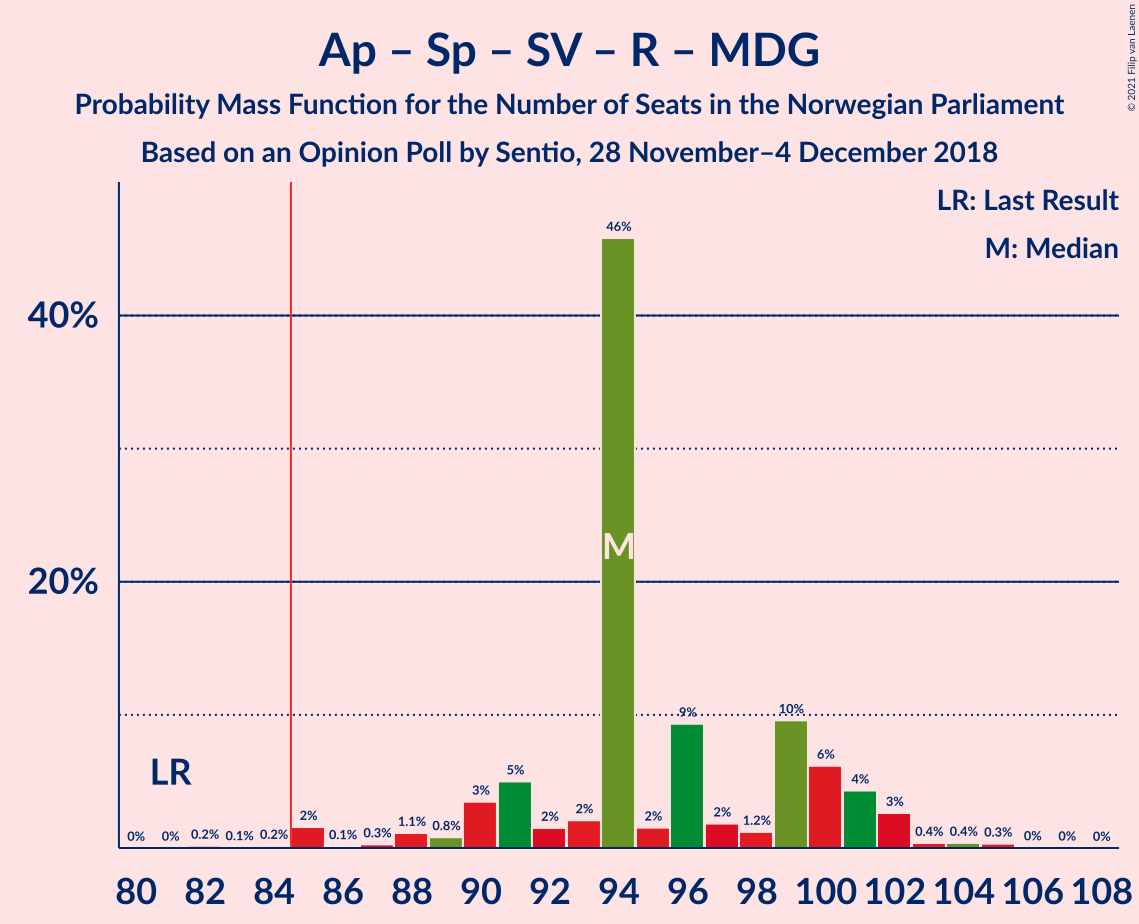 Ap – Sp – SV – R – MDG
Probability Mass Function for the Number of Seats in the Norwegian Parliament
Based on an Opinion Poll by Sentio, 28 November–4 December 2018
© 2021 Filip van Laenen
LR: Last Result
M: Median
46%
40%
M
20%
10%
9%
LR
6%
5%
4%
3%
3%
2%
2%
2%
2%
2%
1.1%
1.2%
0.8%
0% 0% 0.2% 0.1% 0.2% 0.1% 0.3% 0.4% 0.4% 0.3% 0% 0% 0%
80 82 84 86 88 90 92 94 96 98 100 102 104 106 108